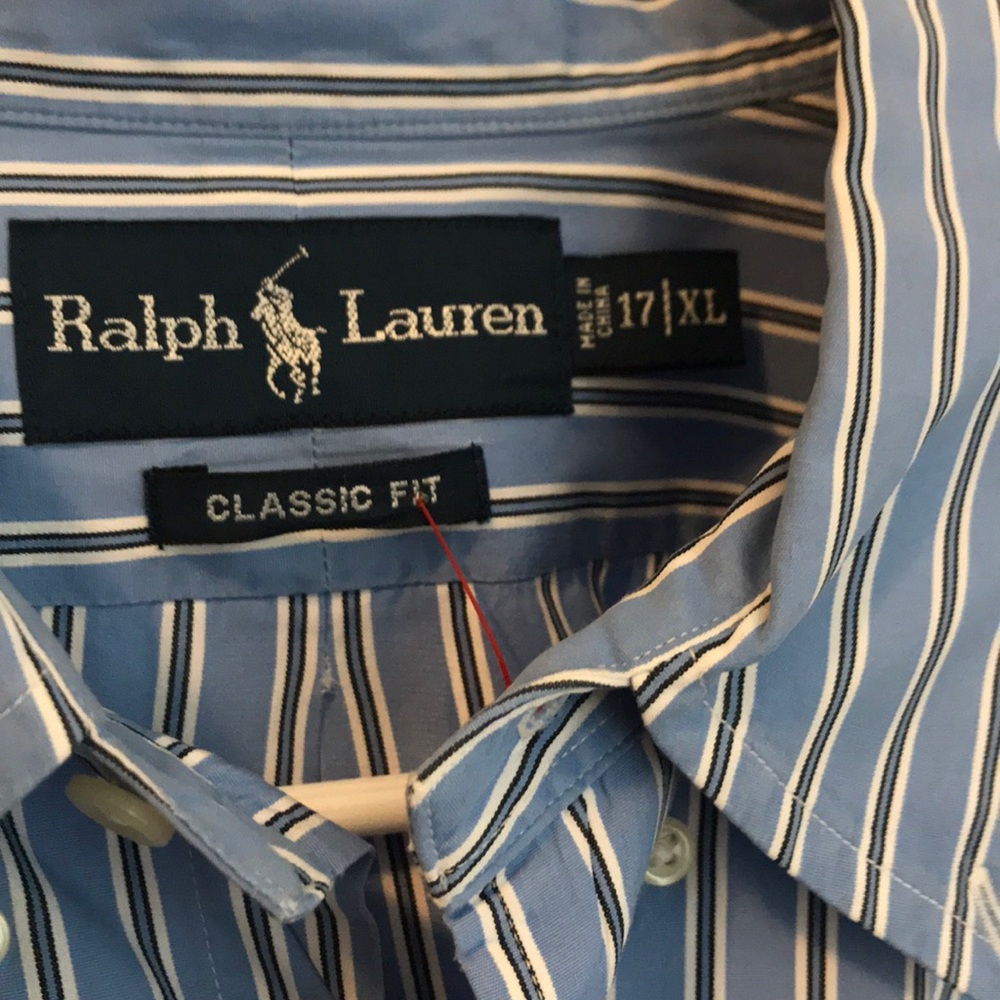 Ralph Lauren
MADE IN
CHINA
17|XL
CLASSIC FIT